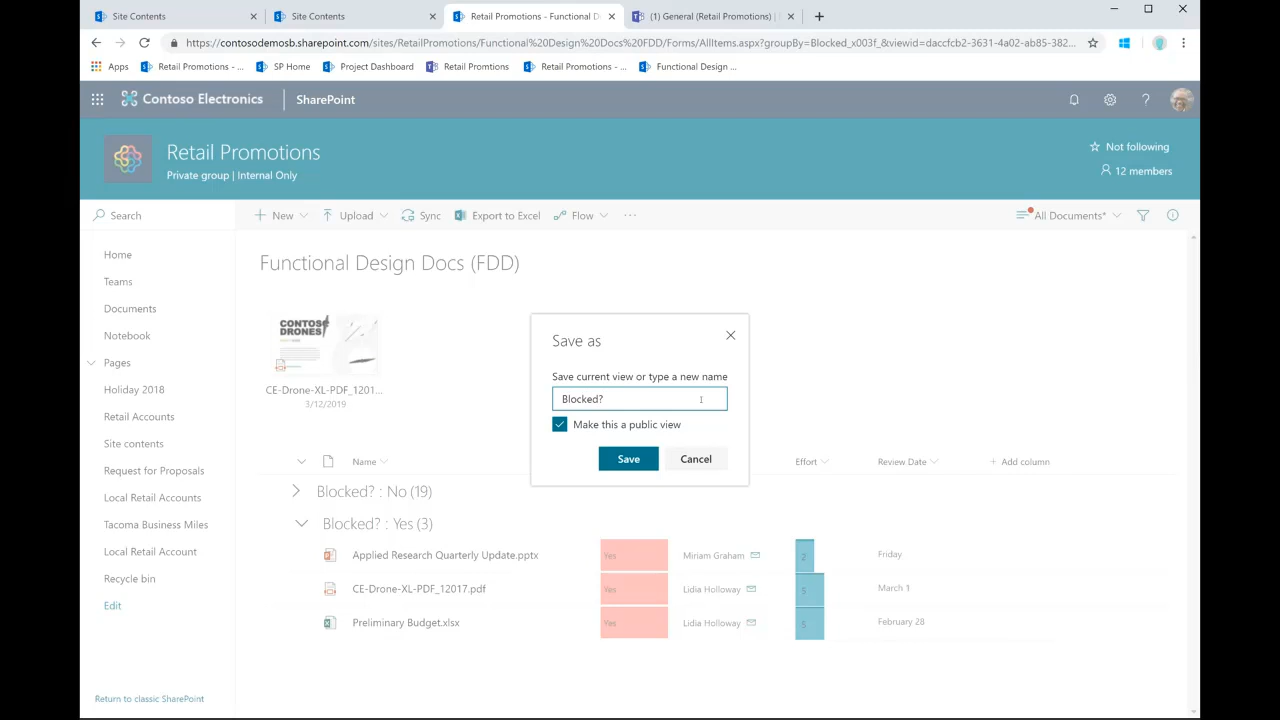 Site Contents
Site Contents
Retail Promotions - Functional D
(1) General (Retail Promotions) |
https://contosodemosb.sharepoint.com/sites/RetailPromotions/Functional%20Design%20Docs%20FDD/Forms/AllItems.aspx?groupBy=Blocked_x003f_&viewid=daccfcb2-3631-4a02-ab85-382...
Apps
Retail Promotions - ...
SP Home
Project Dashboard
Retail Promtions
Retail Promotions - ...
Functional Design ...
Contoso Electronics
SharePoint
Retail Promotions
Private group | Internal Only
Not following
12 members
Search
New
Upload
Sync
Export to Excel
Flow
...
All Documents*
Home
Teams
Documents
Notebook
Pages
Holiday 2018
Retail Accounts
Site contents
Request for Proposals
Local Retail Accounts
Tacoma Business Miles
Local Retail Account
Recycle bin
Edit
Return to classic SharePoint
Functional Design Docs (FDD)
CONTOSO
DRONES
CE-Drone-XL-PDF_1201...
3/12/2019
Save as
Save current view or type a new name
Blocked?
Make this a public view
Save
Cancel
Name
Effort
Review Date
+ Add column
Blocked? : No (19)
Blocked? : Yes (3)
Applied Research Quarterly Update.pptx
Yes
Miriam Graham
2
Friday
CE-Drone-XL-PDF_12017.pdf
Yes
Lidia Holloway
5
March 1
Preliminary Budget.xlsx
Yes
Lidia Holloway
5
February 28